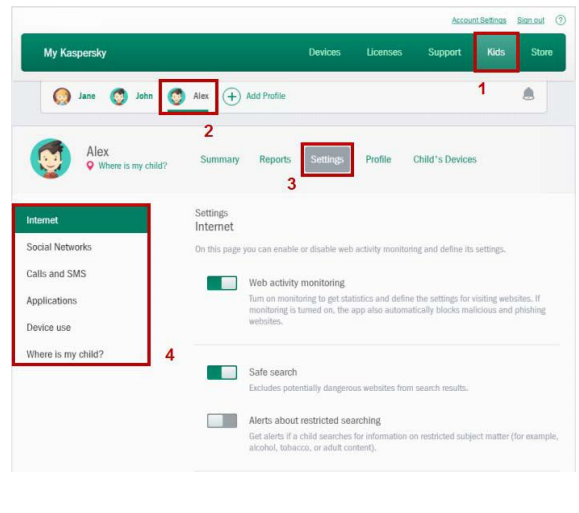 Account Settings Sign out ?
My Kaspersky Devices Licenses Support Kids Store
1
Jane John Alex + Add Profile
2
Alex
Where is my child?
Summary Reports Settings Profile Child's Devices
3
Internet
Social Networks
Calls and SMS
Applications
Device use
Where is my child?
4
Settings
Internet
On this page you can enable or disable web activity monitoring and define its settings.
Web activity monitoring
Turn on monitoring to get statistics and define the settings for visiting websites. If
monitoring is turned on, the app also automatically blocks malicious and phishing
websites.
Safe search
Excludes potentially dangerous websites from search results.
Alerts about restricted searching
Get alerts if a child searches for information on restricted subject matter (for example,
alcohol, tobacco, or adult content).